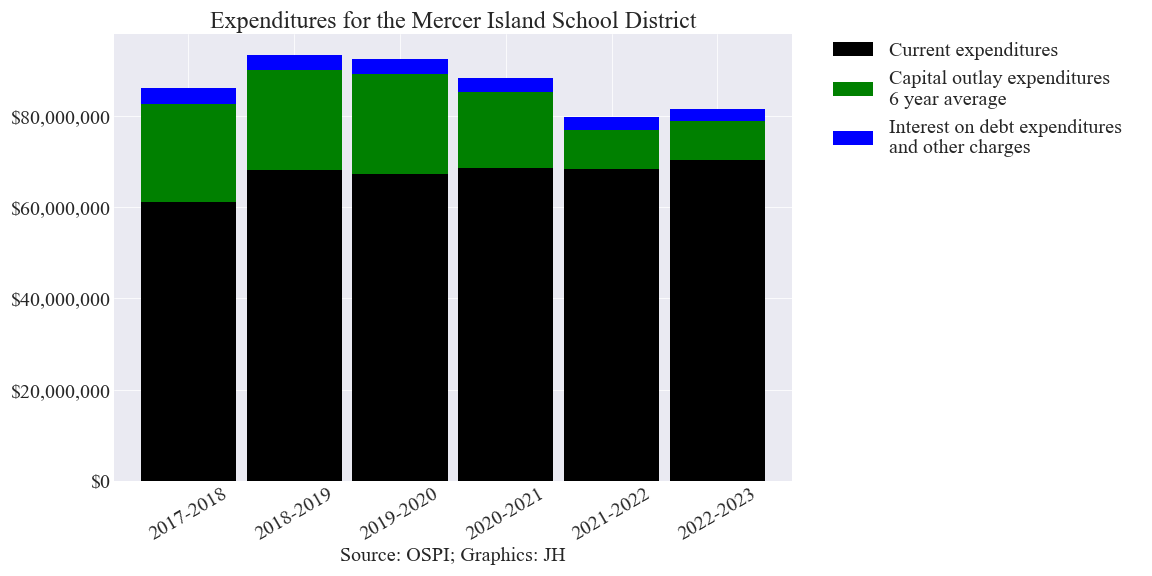 Expenditures for the Mercer Island School District
Current expenditures
Capital outlay expenditures
6 year average
Interest on debt expenditures
and other charges
$80,000,000
$60,000,000
$40,000,000
$20,000,000
$0
2017-2018
2018-2019
2019-2020
2020-2021
2021-2022
2022-2023
Source: OSPI; Graphics: JH